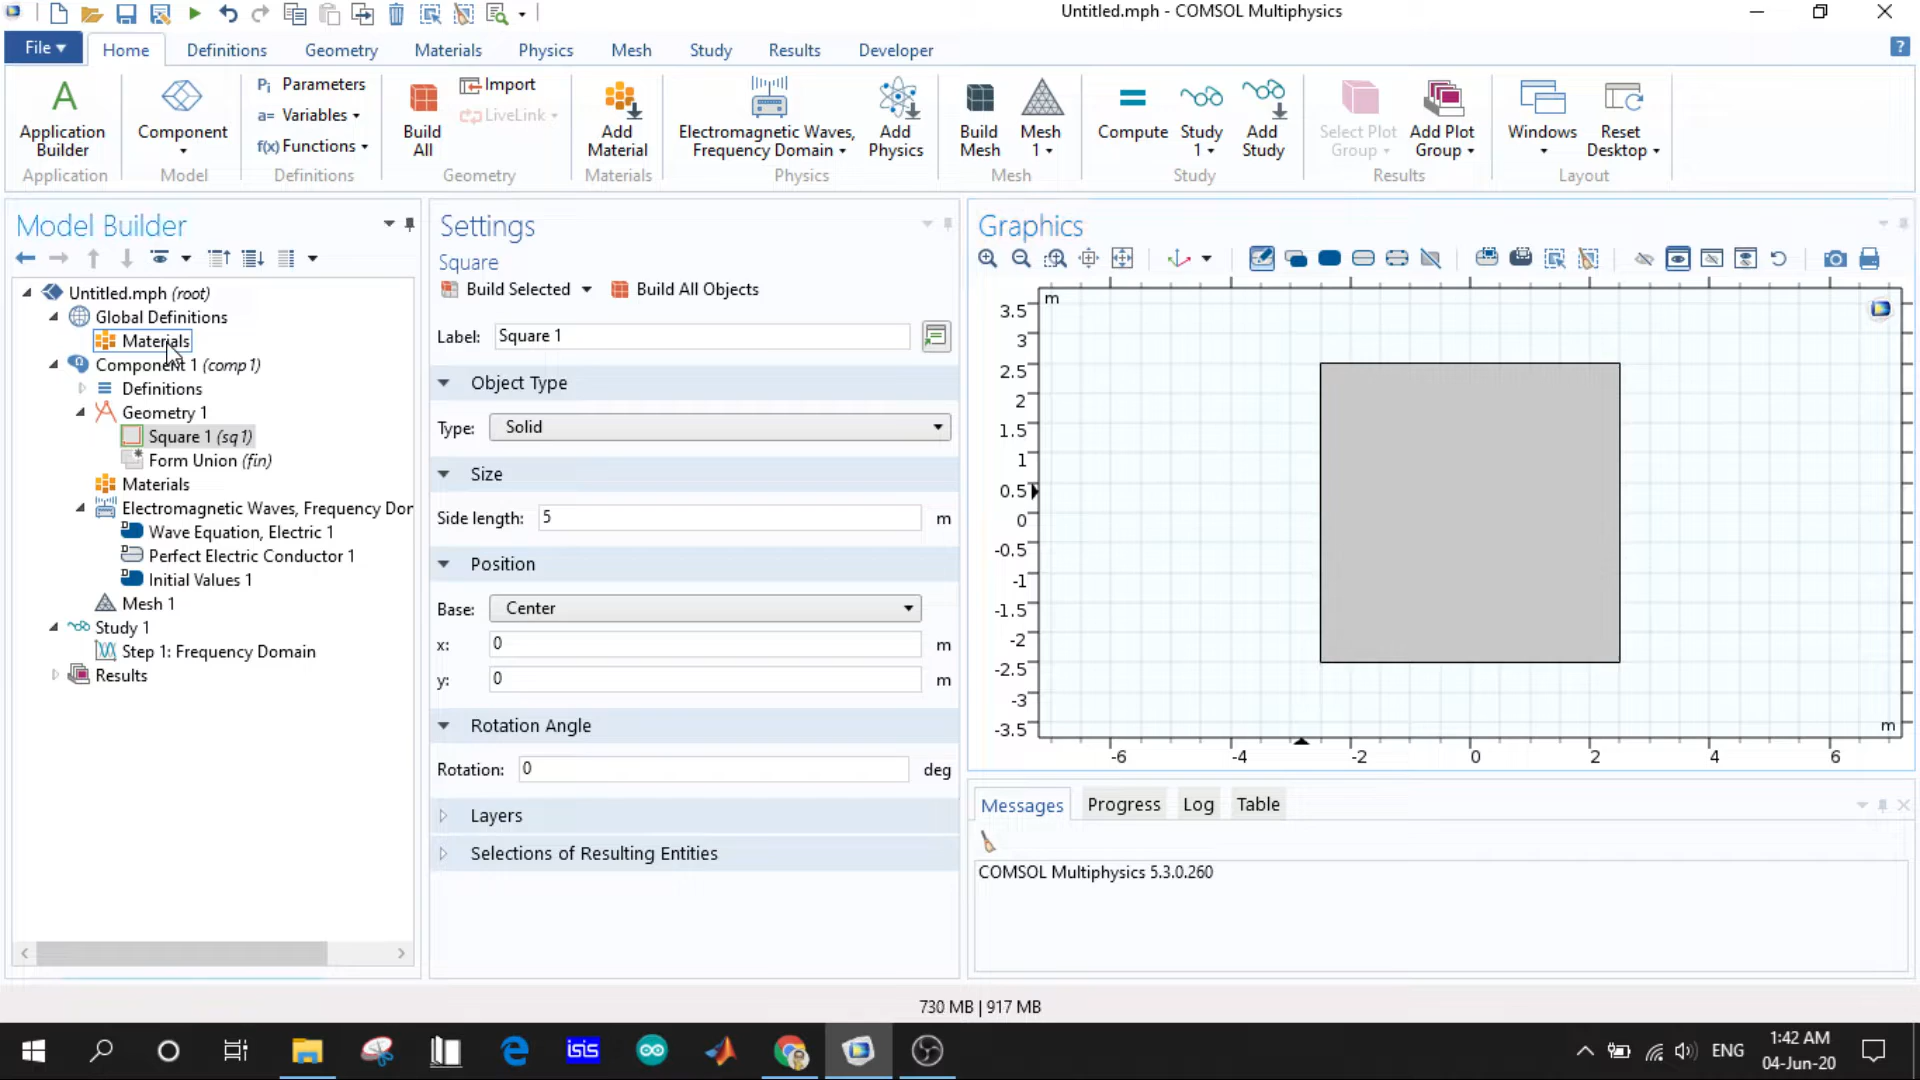 Untitled.mph - COMSOL Multiphysics
File Home Definitions Geometry Materials Physics Mesh Study Results Developer
Application Builder
Application
Component
Model
Pi Parameters
a= Variables
f(x) Functions
Definitions
Build All
Import
LiveLink
Geometry
Add Material
Materials
Electromagnetic Waves, Frequency Domain
Add Physics
Physics
Build Mesh
Mesh 1
Mesh
Compute
Study 1
Add Study
Study
Select Plot Group
Add Plot Group
Results
Windows
Reset Desktop
Layout
Model Builder
Untitled.mph (root)
Global Definitions
Materials
Component 1 (comp1)
Definitions
Geometry 1
Square 1 (sq1)
Form Union (fin)
Materials
Electromagnetic Waves, Frequency Dor
Wave Equation, Electric 1
Perfect Electric Conductor 1
Initial Values 1
Mesh 1
Study 1
Step 1: Frequency Domain
Results
Settings
Square
Build Selected Build All Objects
Label: Square 1
Object Type
Type: Solid
Size
Side length: 5 m
Position
Base: Center
x: 0 m
y: 0 m
Rotation Angle
Rotation: 0 deg
Layers
Selections of Resulting Entities
Graphics
m
3.5
3
2.5
2
1.5
1
0.5
0
-0.5
-1
-1.5
-2
-2.5
-3
-3.5
m
-6 -4 -2 0 2 4 6
Messages Progress Log Table
COMSOL Multiphysics 5.3.0.260
730 MB | 917 MB
isis
ENG
1:42 AM
04-Jun-20